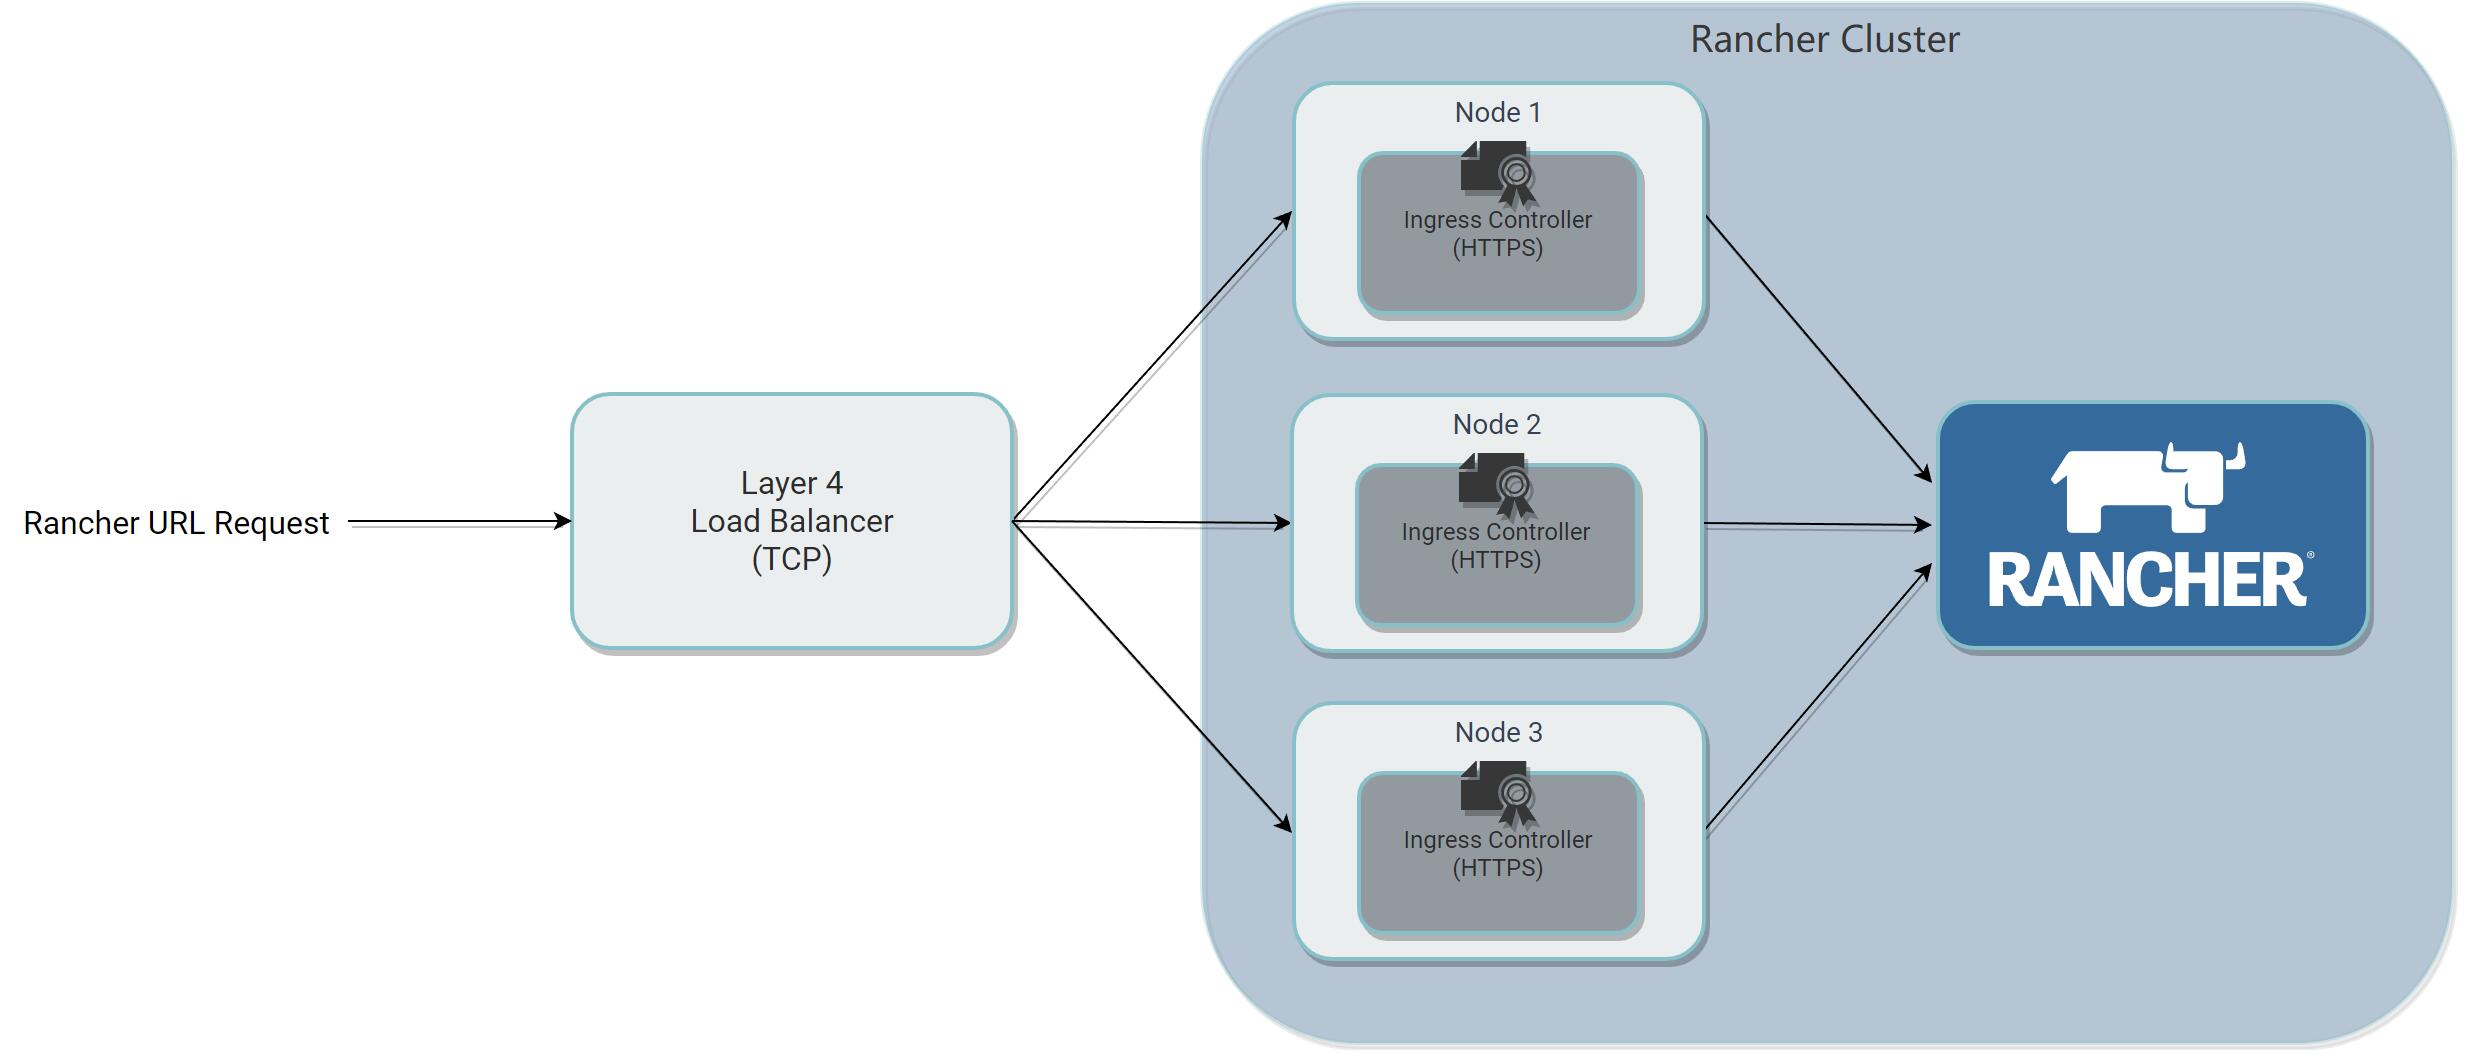 Rancher Cluster
Node 1
Ingress Controller
(HTTPS)
Node 2
Ingress Controller
(HTTPS)
Node 3
Ingress Controller
(HTTPS)
Layer 4
Load Balancer
(TCP)
Rancher URL Request
RANCHER®